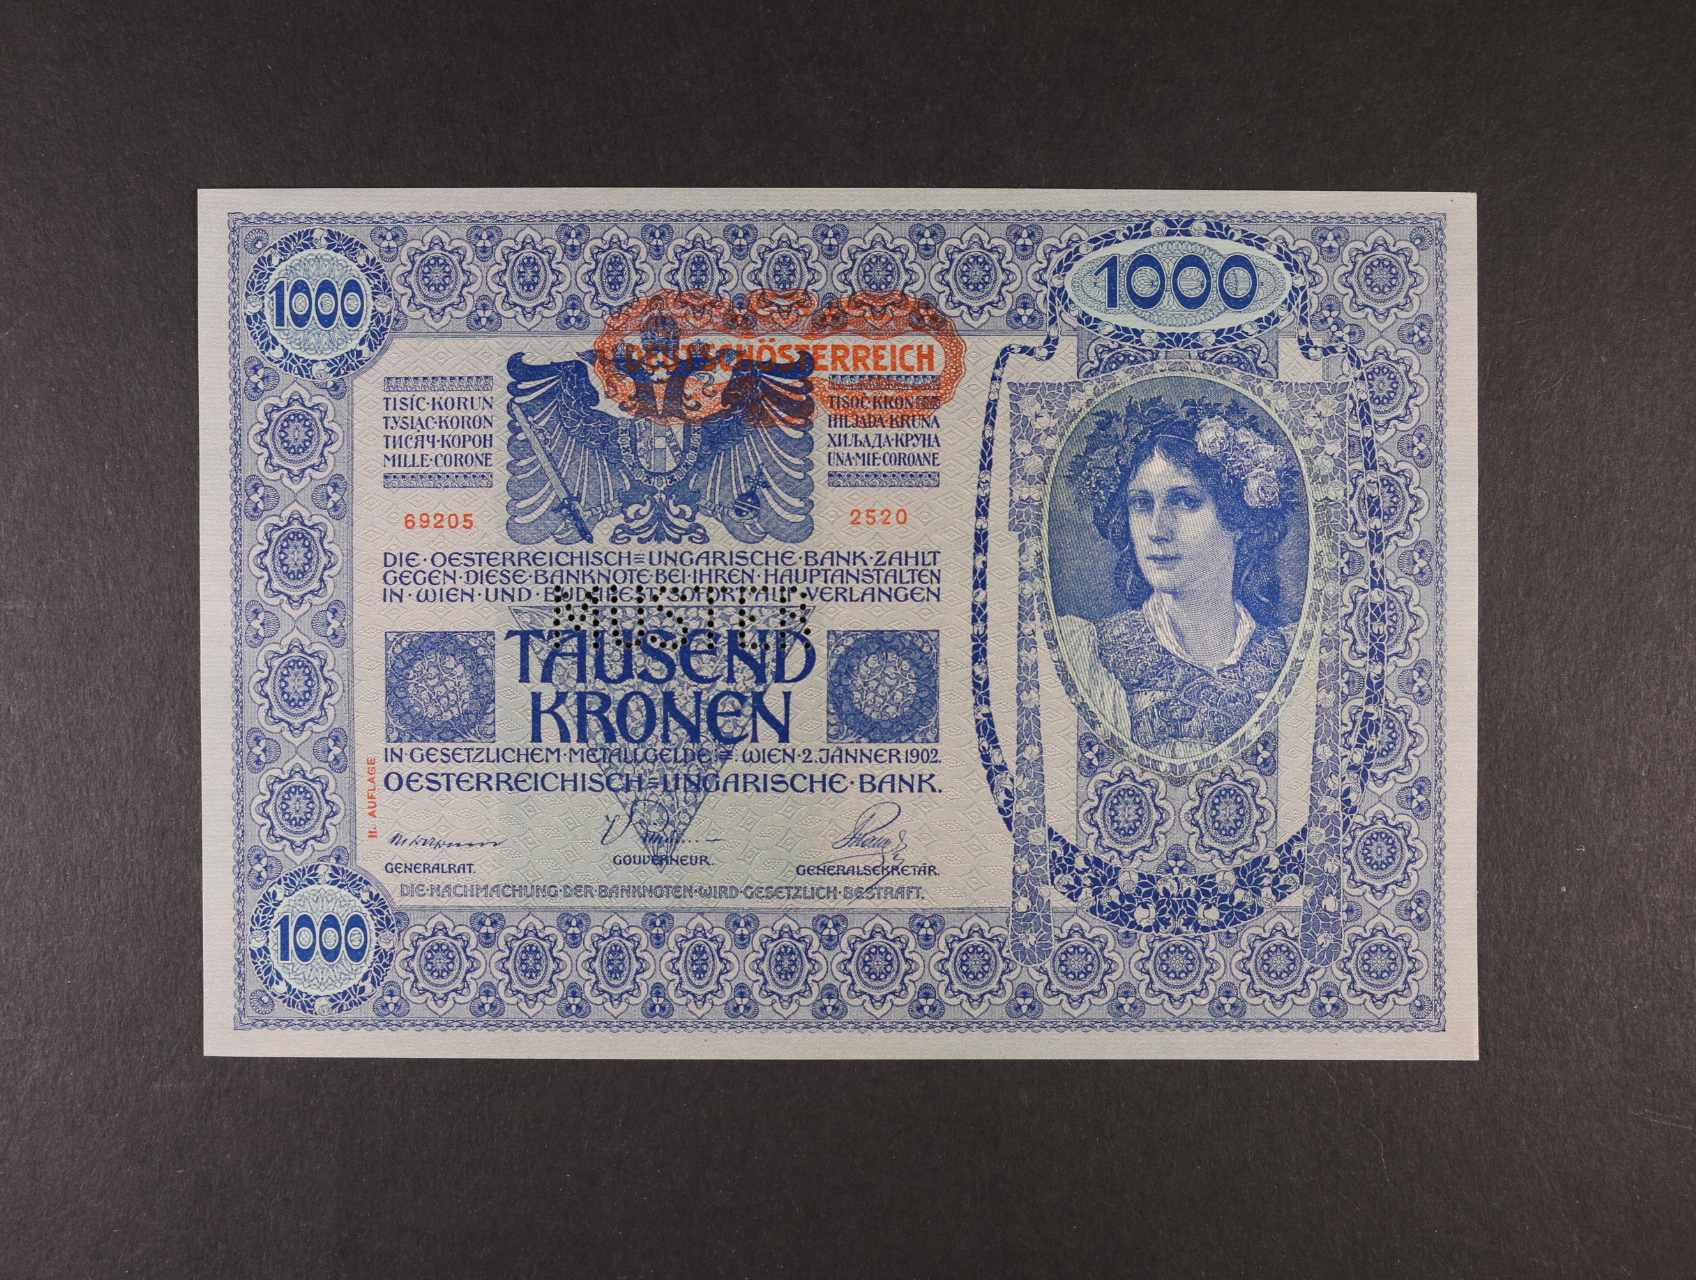 1000
1000
DEUTSCHÖSTERREICH
TISÍC·KORUN
TYSIĄC·KORON
ТИСЯЧ·КОРОН
MILLE·CORONE
TISOČ·KRON
HILJADA·KRUNA
ХИЉАДА·КРУНА
UNA·MIE·COROANE
69205
2520
DIE·OESTERREICHISCH=UNGARISCHE·BANK·ZAHLT
GEGEN·DIESE·BANKNOTE·BEI·IHREN·HAUPTANSTALTEN
IN·WIEN·UND·BUDAPEST·SOFORT·AUF·VERLANGEN
MUSTER
TAUSEND
KRONEN
IN·GESETZLICHEM·METALLGELDE=WIEN·2.JÄNNER 1902.
OESTERREICHISCH=UNGARISCHE·BANK.
II. AUFLAGE
GENERALRAT.
GOUVERNEUR.
GENERALSEKRETÄR.
DIE·NACHMACHUNG·DER·BANKNOTEN·WIRD·GESETZLICH·BESTRAFT.
1000